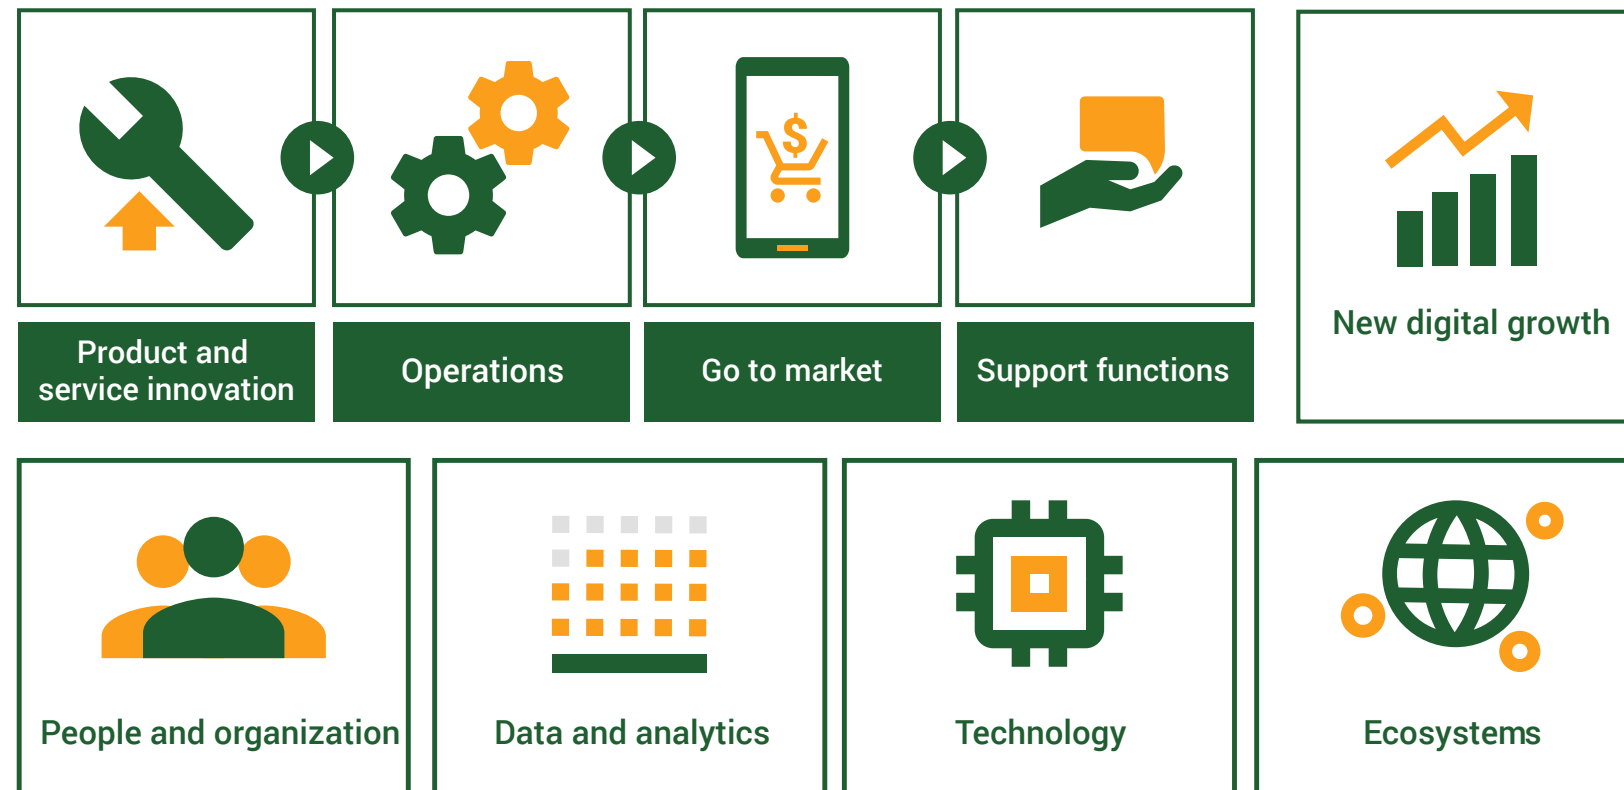 $
Product and
service innovation
Operations
Go to market
Support functions
New digital growth
People and organization
Data and analytics
Technology
Ecosystems